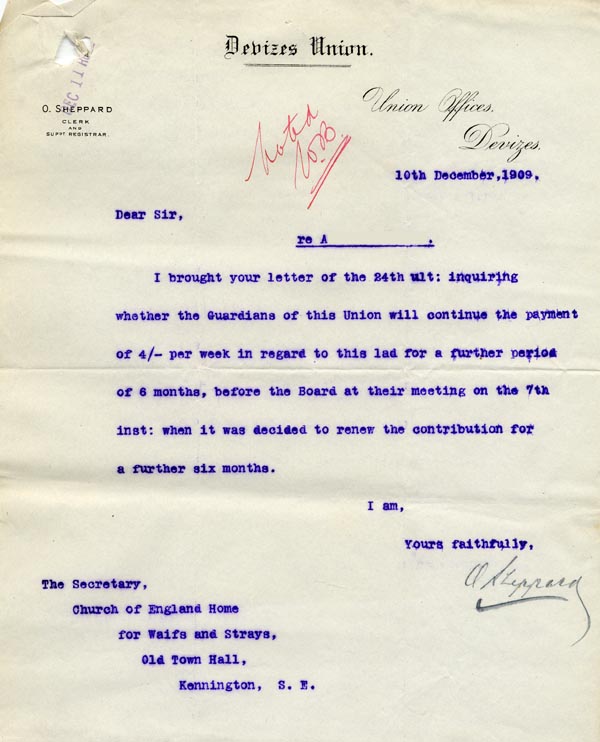 Devizes Union.
DEC 11
O. SHEPPARD
CLERK
AND
SUPDT REGISTRAR.
Union Offices,
Devizes.
Noted
10th December, 1909.
Dear Sir,
re A__________.
I brought your letter of the 24th ult: inquiring
whether the Guardians of this Union will continue the payment
of 4/- per week in regard to this lad for a further period
of 6 months, before the Board at their meeting on the 7th
inst: when it was decided to renew the contribution for
a further six months.
I am,
Yours faithfully,
O Sheppard
The Secretary,
Church of England Home
for Waifs and Strays,
Old Town Hall,
Kennington, S. E.